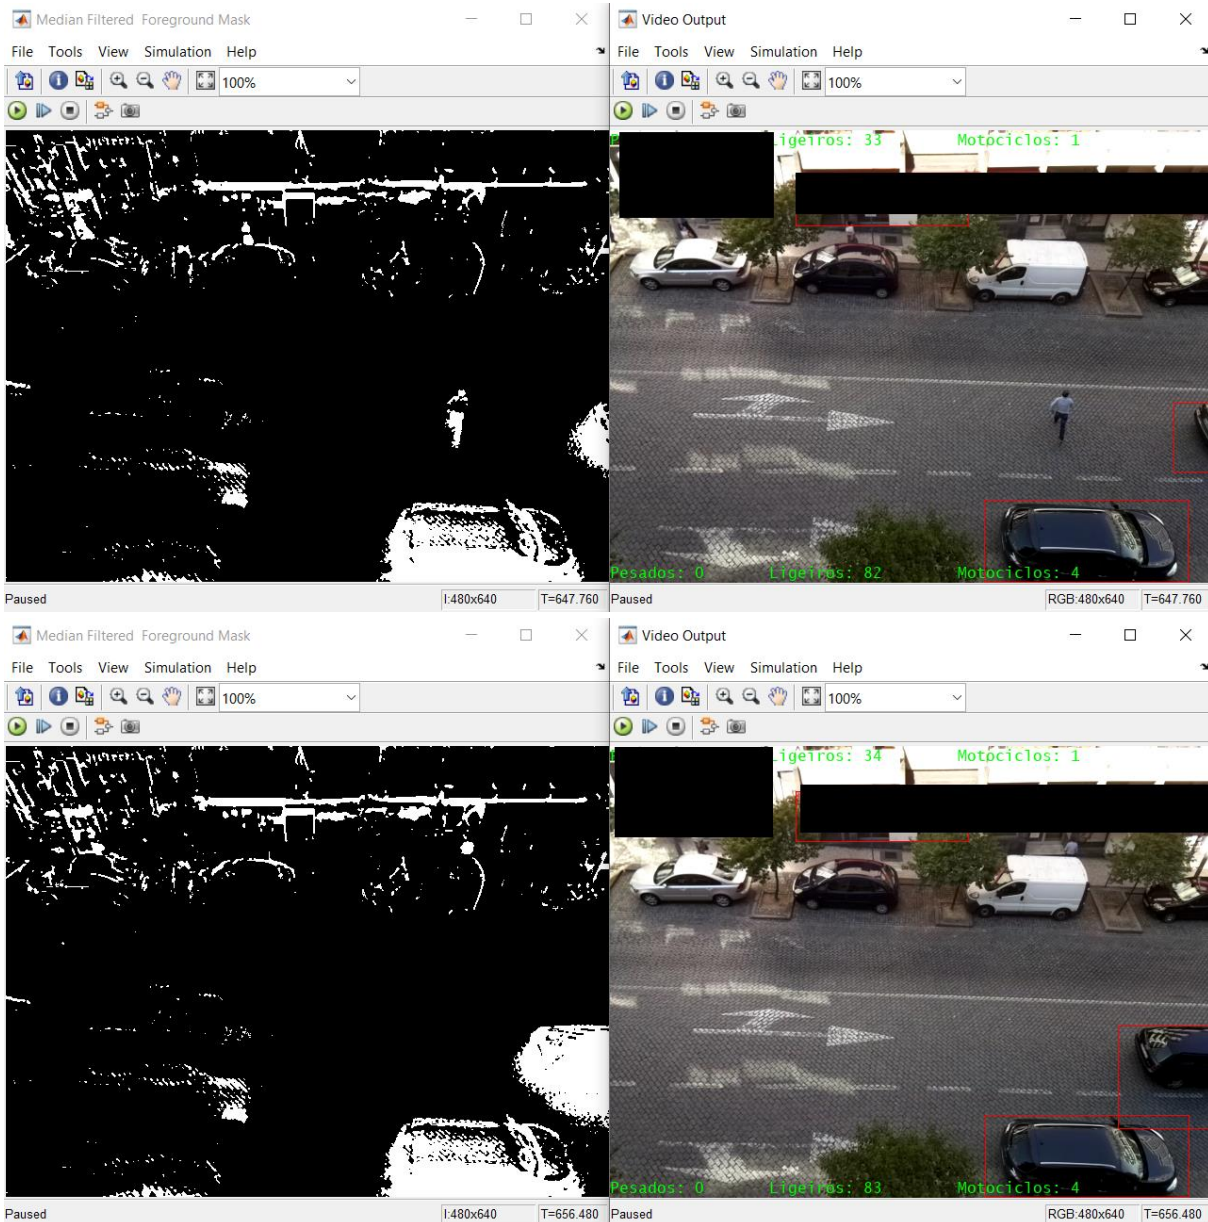 Median Filtered Foreground Mask
File Tools View Simulation Help
100%
Paused I:480x640 T=647.760
Video Output
File Tools View Simulation Help
100%
Ligeiros: 33 Motociclos: 1
Pesados: 0 Ligeiros: 82 Motociclos: 4
Paused RGB:480x640 T=647.760
Median Filtered Foreground Mask
File Tools View Simulation Help
100%
Paused I:480x640 T=656.480
Video Output
File Tools View Simulation Help
100%
Ligeiros: 34 Motociclos: 1
Pesados: 0 Ligeiros: 83 Motociclos: 4
Paused RGB:480x640 T=656.480